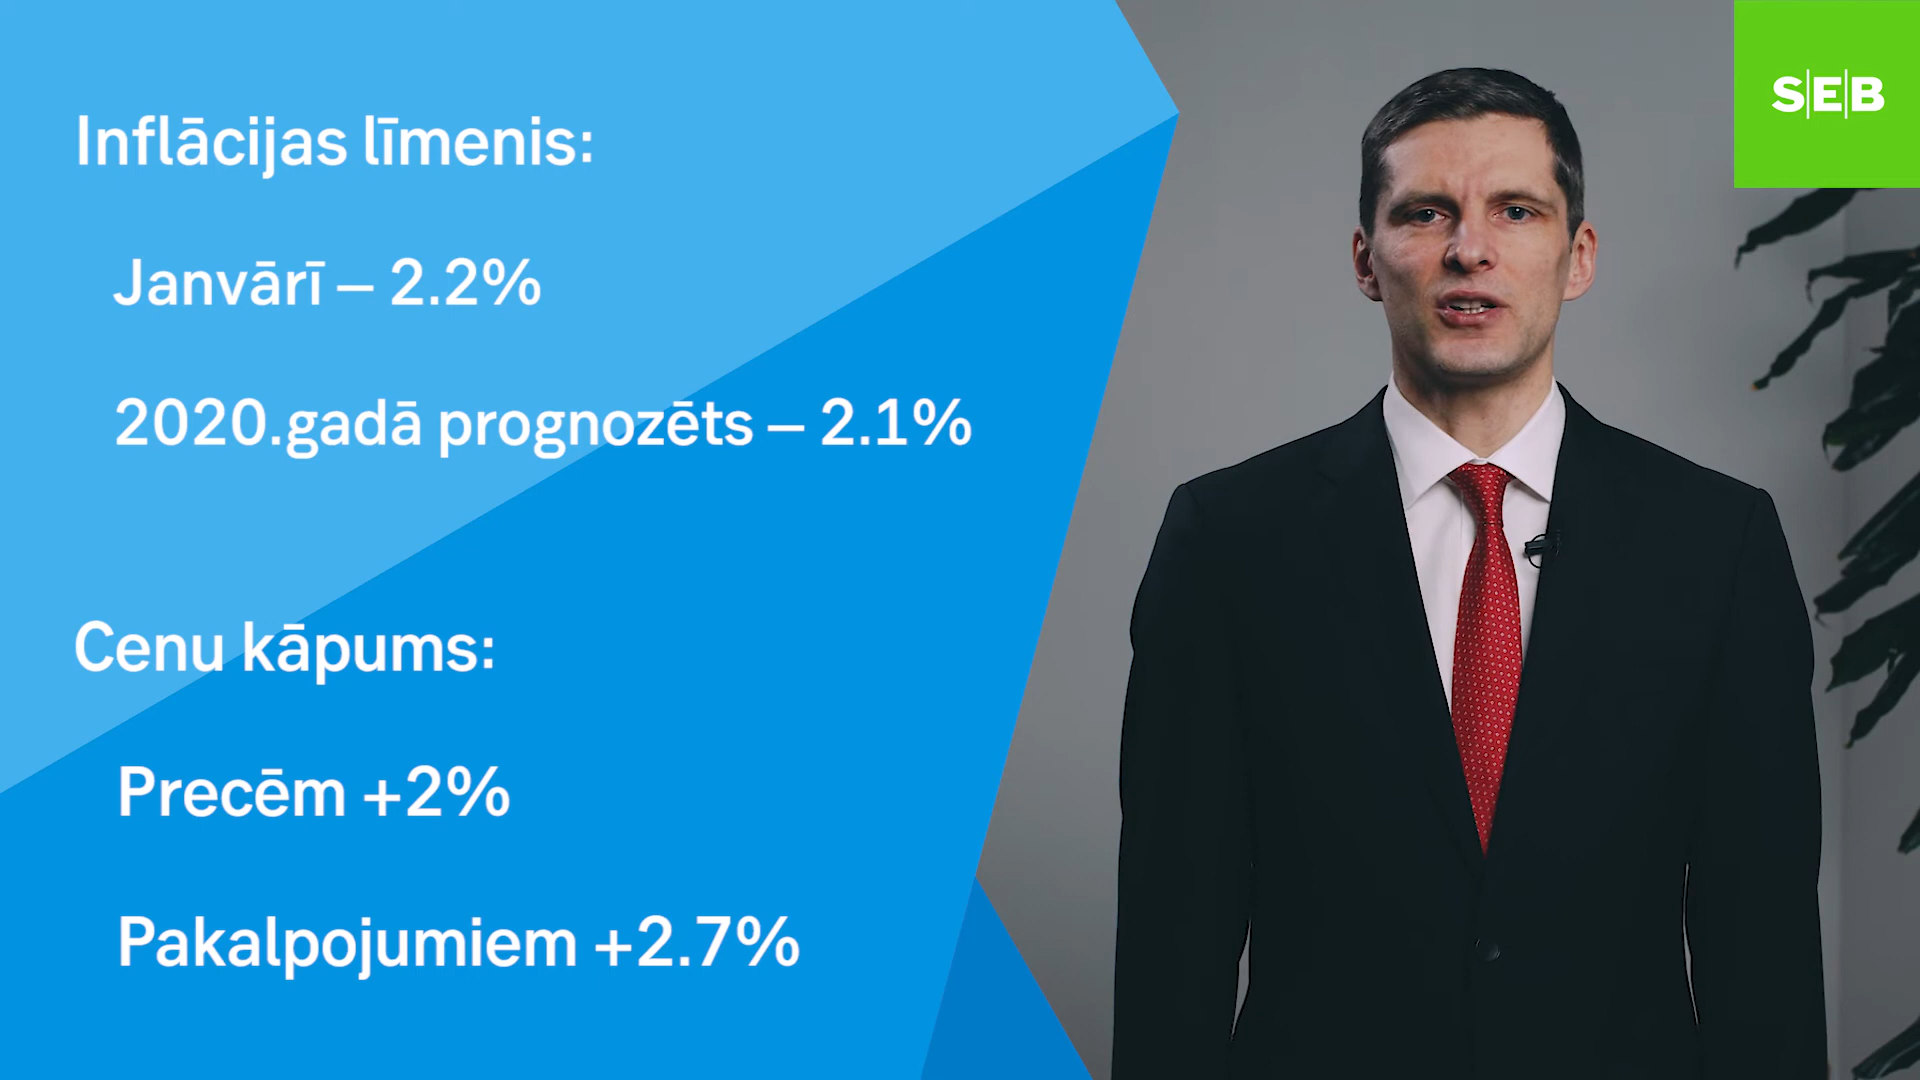 Inflācijas līmenis:
Janvārī – 2.2%
2020.gadā prognozēts – 2.1%
Cenu kāpums:
Precēm +2%
Pakalpojumiem +2.7%
SEB